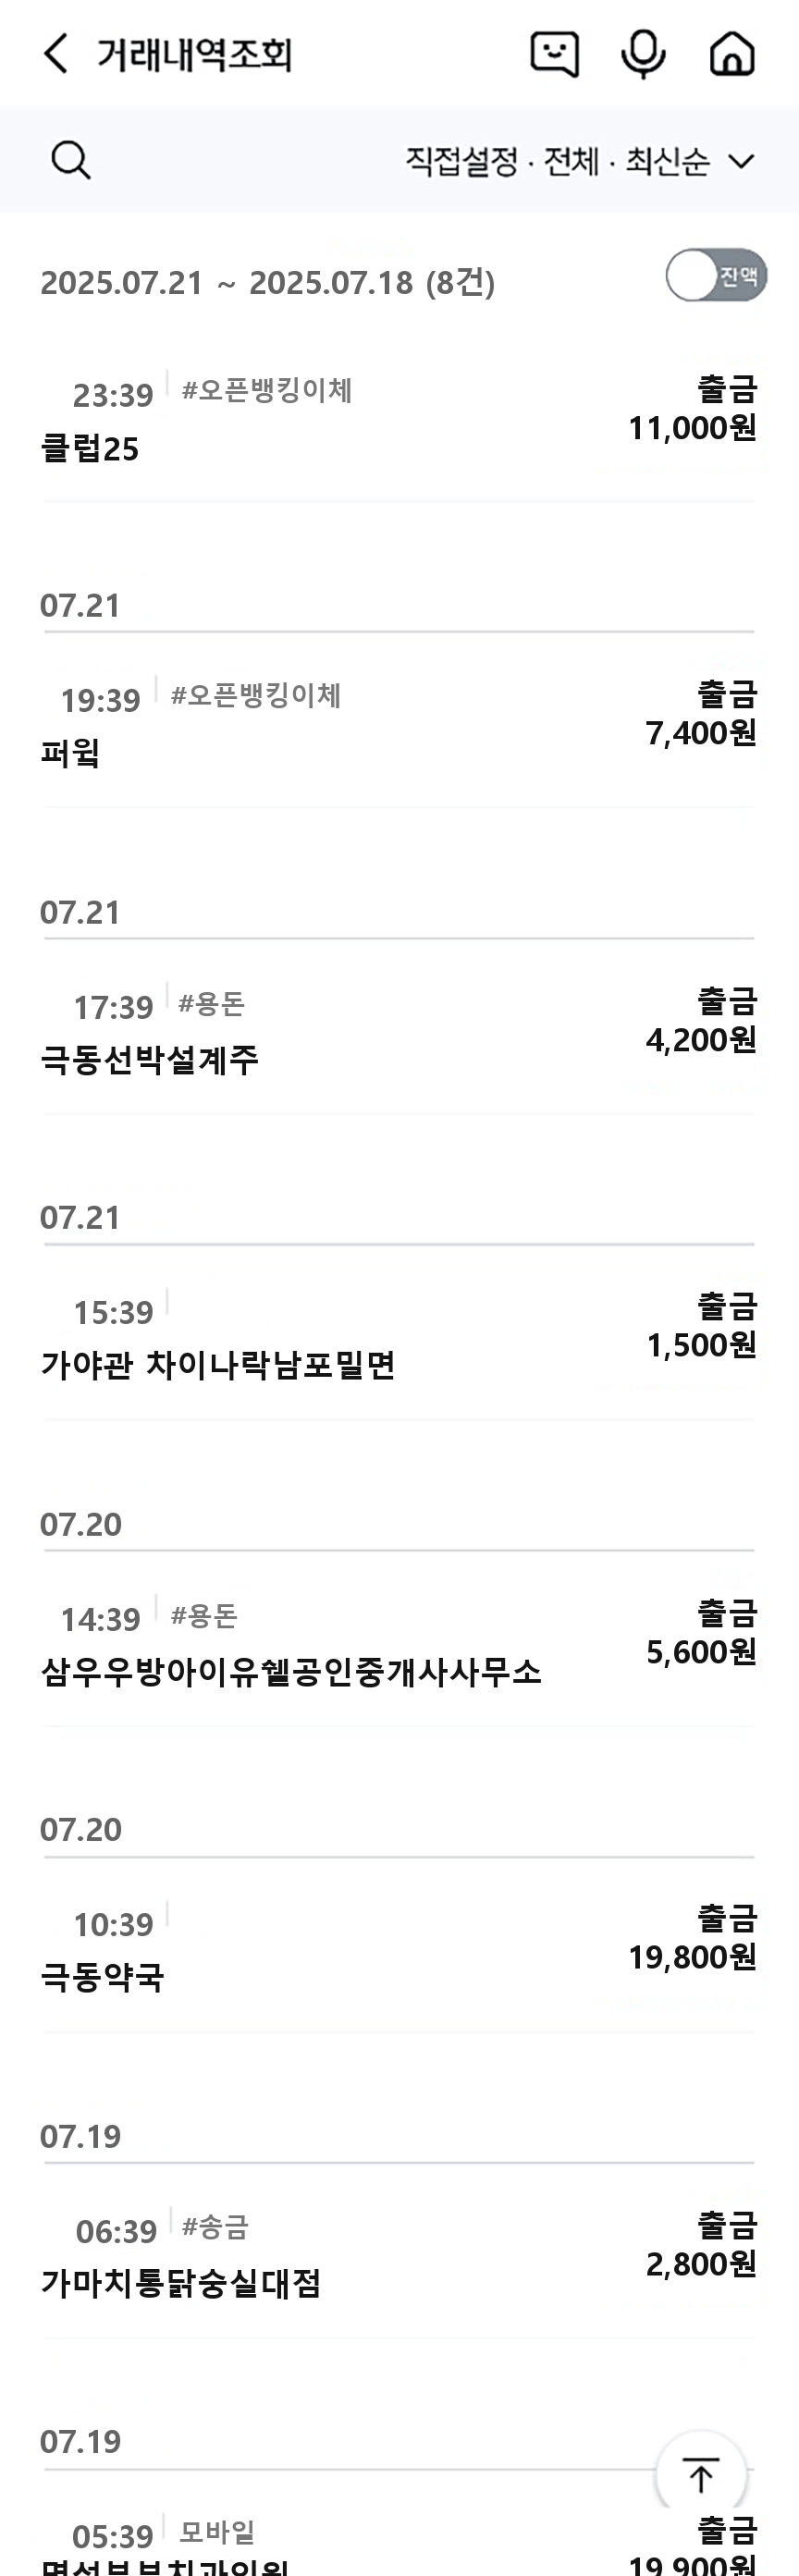 거래내역조회
직접설정 · 전체 · 최신순
2025.07.21 ~ 2025.07.18 (8건)
잔액
23:39 #오픈뱅킹이체
출금
클럽25
11,000원
07.21
19:39 #오픈뱅킹이체
출금
퍼윜
7,400원
07.21
17:39 #용돈
출금
극동선박설계주
4,200원
07.21
15:39
출금
가야관 차이나락남포밀면
1,500원
07.20
14:39 #용돈
출금
삼우우방아이유쉘공인중개사사무소
5,600원
07.20
10:39
출금
극동약국
19,800원
07.19
06:39 #송금
출금
가마치통닭숭실대점
2,800원
07.19
05:39 모바일
출금
19,900원